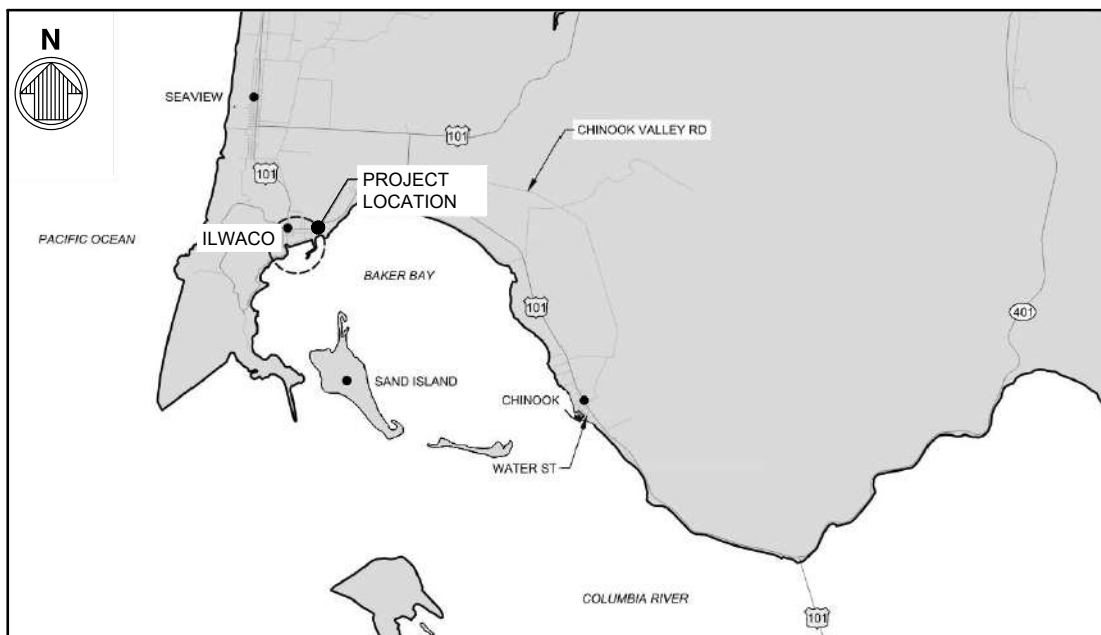 N
SEAVIEW
101
CHINOOK VALLEY RD
101
PROJECT
LOCATION
ILWACO
PACIFIC OCEAN
BAKER BAY
101
401
SAND ISLAND
CHINOOK
WATER ST
COLUMBIA RIVER
101